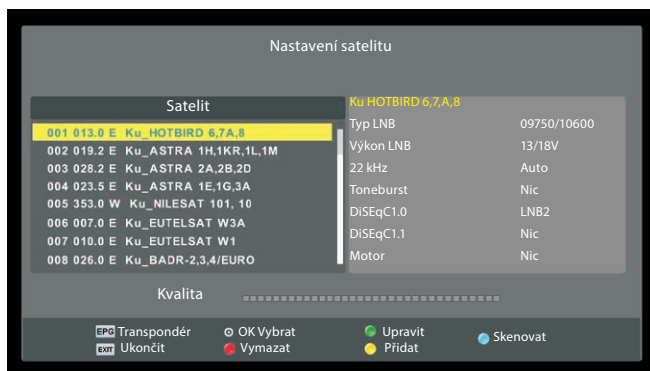 Nastavení satelitu
Satelit
001 013.0 E Ku_HOTBIRD 6,7A,8
002 019.2 E Ku_ASTRA 1H,1KR,1L,1M
003 028.2 E Ku_ASTRA 2A,2B,2D
004 023.5 E Ku_ASTRA 1E,1G,3A
005 353.0 W Ku_NILESAT 101, 10
006 007.0 E Ku_EUTELSAT W3A
007 010.0 E Ku_EUTELSAT W1
008 026.0 E Ku_BADR-2,3,4/EURO
Ku HOTBIRD 6,7,A,8
Typ LNB 09750/10600
Výkon LNB 13/18V
22 kHz Auto
Toneburst Nic
DiSEqC1.0 LNB2
DiSEqC1.1 Nic
Motor Nic
Kvalita
EPG Transpondér OK Vybrat Upravit Skenovat
EXIT Ukončit Vymazat Přidat